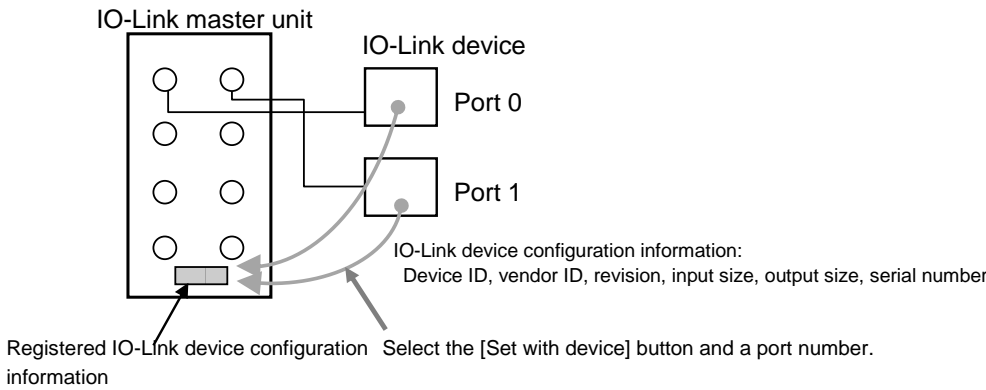 IO-Link master unit
IO-Link device
Port 0
Port 1
IO-Link device configuration information:
Device ID, vendor ID, revision, input size, output size, serial number
Registered IO-Link device configuration
information
Select the [Set with device] button and a port number.